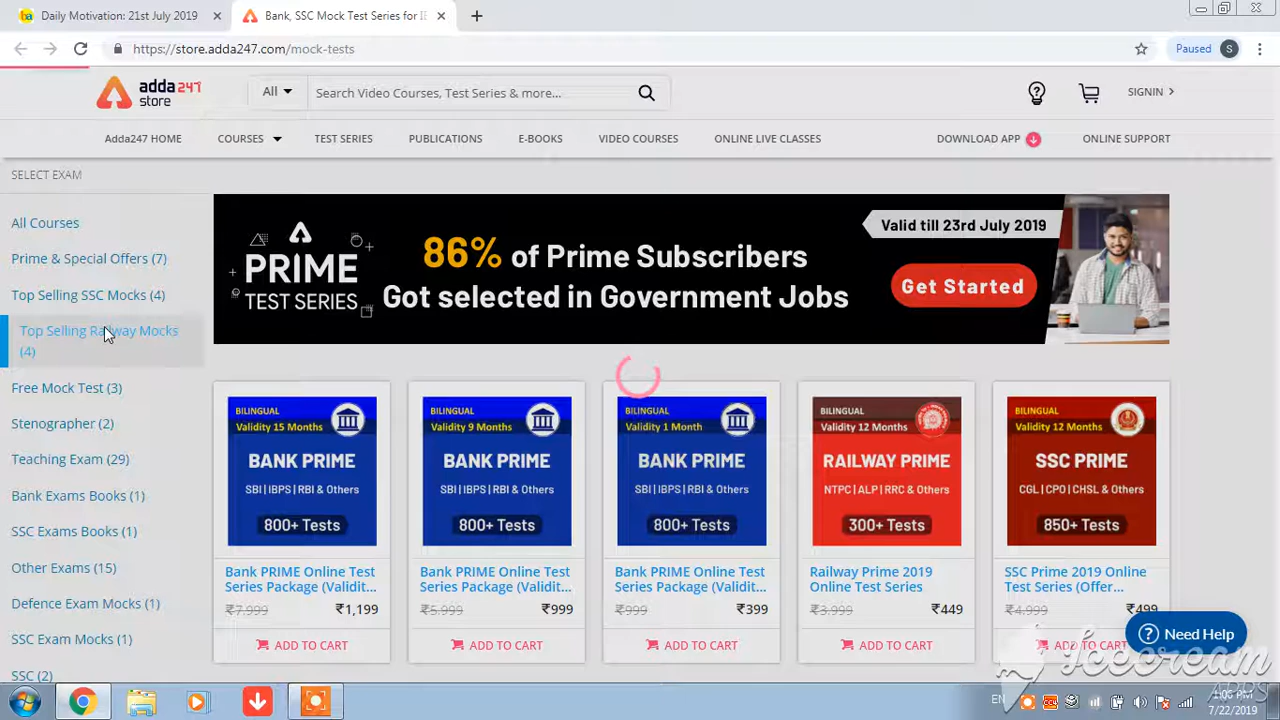 Daily Motivation: 21st July 2019
Bank, SSC Mock Test Series for IB
https://store.adda247.com/mock-tests
Paused
S
adda247
store
All
Search Video Courses, Test Series & more...
SIGNIN
Adda247 HOME
COURSES
TEST SERIES
PUBLICATIONS
E-BOOKS
VIDEO COURSES
ONLINE LIVE CLASSES
DOWNLOAD APP
ONLINE SUPPORT
SELECT EXAM
All Courses
Prime & Special Offers (7)
Top Selling SSC Mocks (4)
Top Selling Railway Mocks
(4)
Free Mock Test (3)
Stenographer (2)
Teaching Exam (29)
Bank Exams Books (1)
SSC Exams Books (1)
Other Exams (15)
Defence Exam Mocks (1)
SSC Exam Mocks (1)
SSC (2)
PRIME
TEST SERIES
86% of Prime Subscribers
Got selected in Government Jobs
Valid till 23rd July 2019
Get Started
BILINGUAL
Validity 15 Months
BANK PRIME
SBI | IBPS | RBI & Others
800+ Tests
Bank PRIME Online Test
Series Package (Validit...
₹7,999 ₹1,199
ADD TO CART
BILINGUAL
Validity 9 Months
BANK PRIME
SBI | IBPS | RBI & Others
800+ Tests
Bank PRIME Online Test
Series Package (Validit...
₹5,999 ₹999
ADD TO CART
BILINGUAL
Validity 1 Month
BANK PRIME
SBI | IBPS | RBI & Others
800+ Tests
Bank PRIME Online Test
Series Package (Validit...
₹999 ₹399
ADD TO CART
BILINGUAL
Validity 12 Months
RAILWAY PRIME
NTPC | ALP | RRC & Others
300+ Tests
Railway Prime 2019
Online Test Series
₹3,999 ₹449
ADD TO CART
BILINGUAL
Validity 12 Months
SSC PRIME
CGL | CPO | CHSL & Others
850+ Tests
SSC Prime 2019 Online
Test Series (Offer...
₹4,999 ₹499
ADD TO CART
Need Help
Icecream
APPS
EN
1:06 PM
7/22/2019